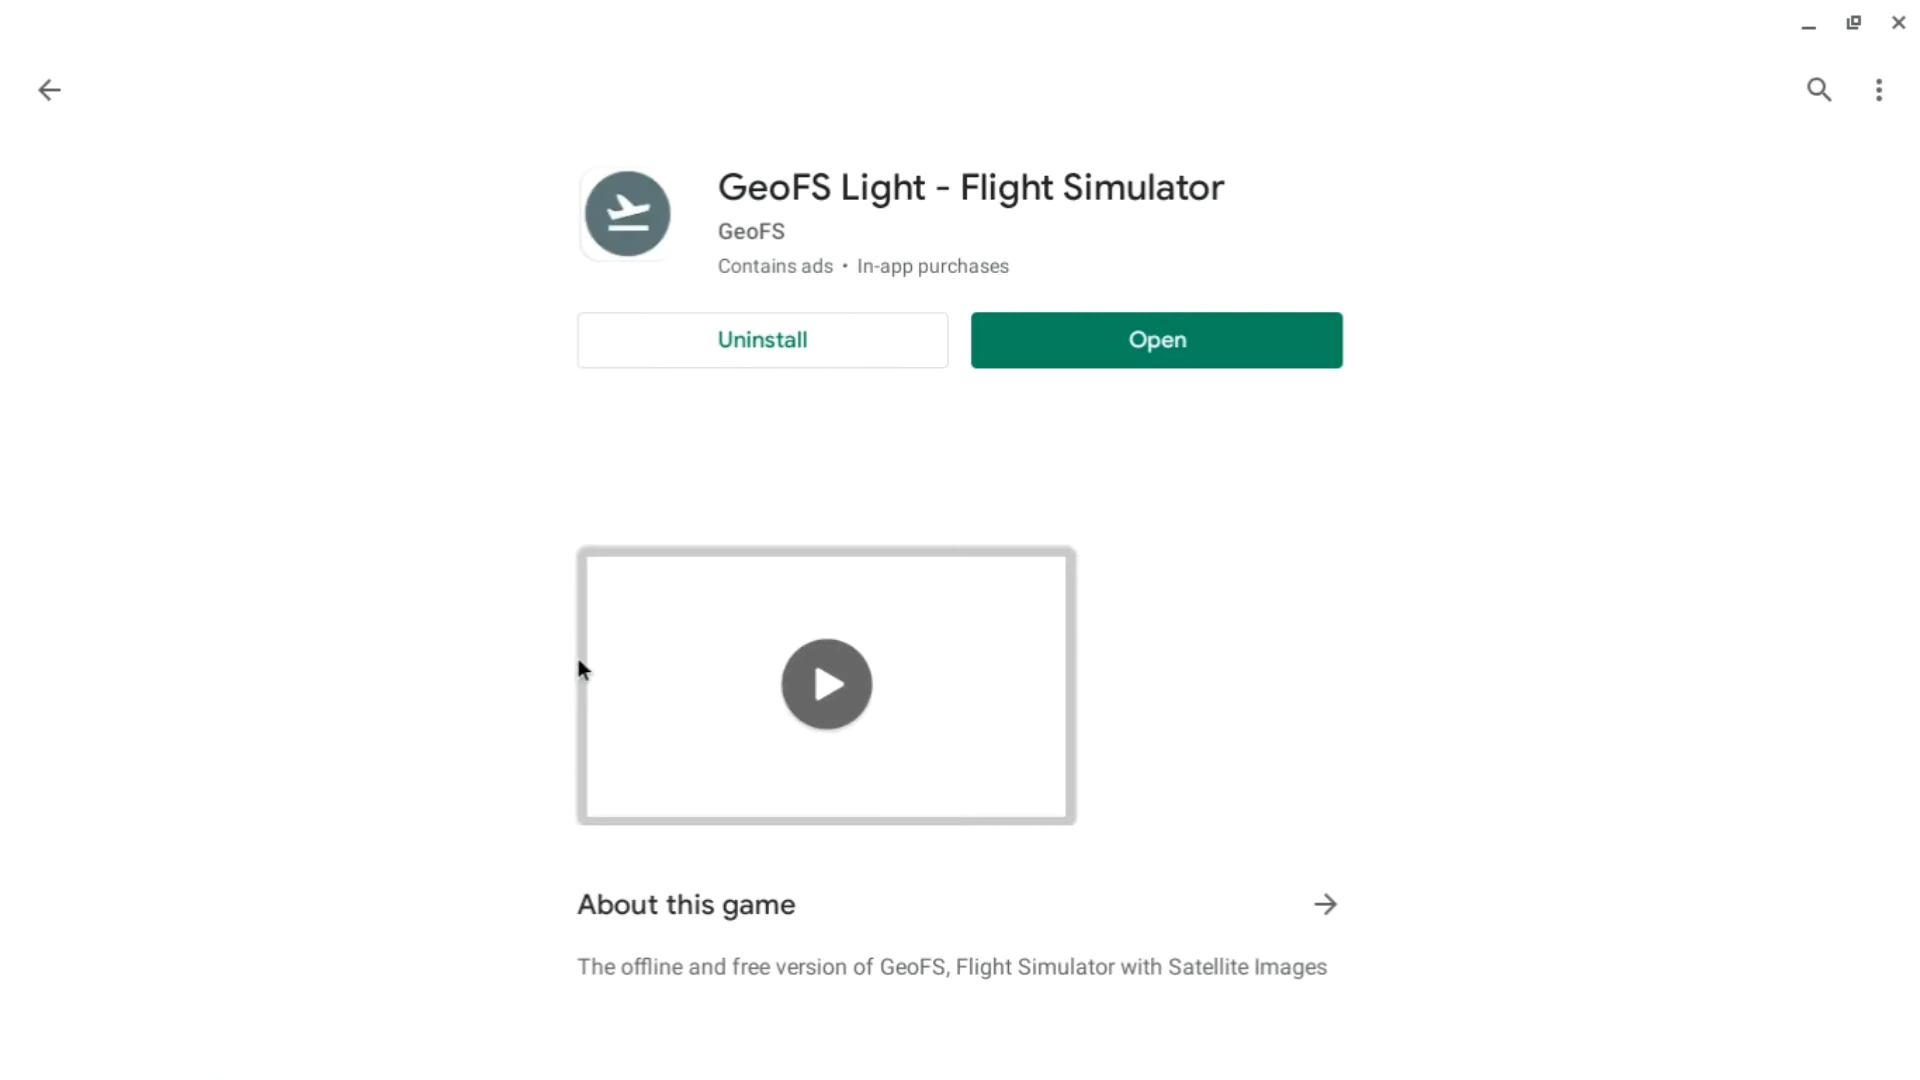 GeoFS Light - Flight Simulator
GeoFS
Contains ads • In-app purchases
Uninstall
Open
About this game
The offline and free version of GeoFS, Flight Simulator with Satellite Images